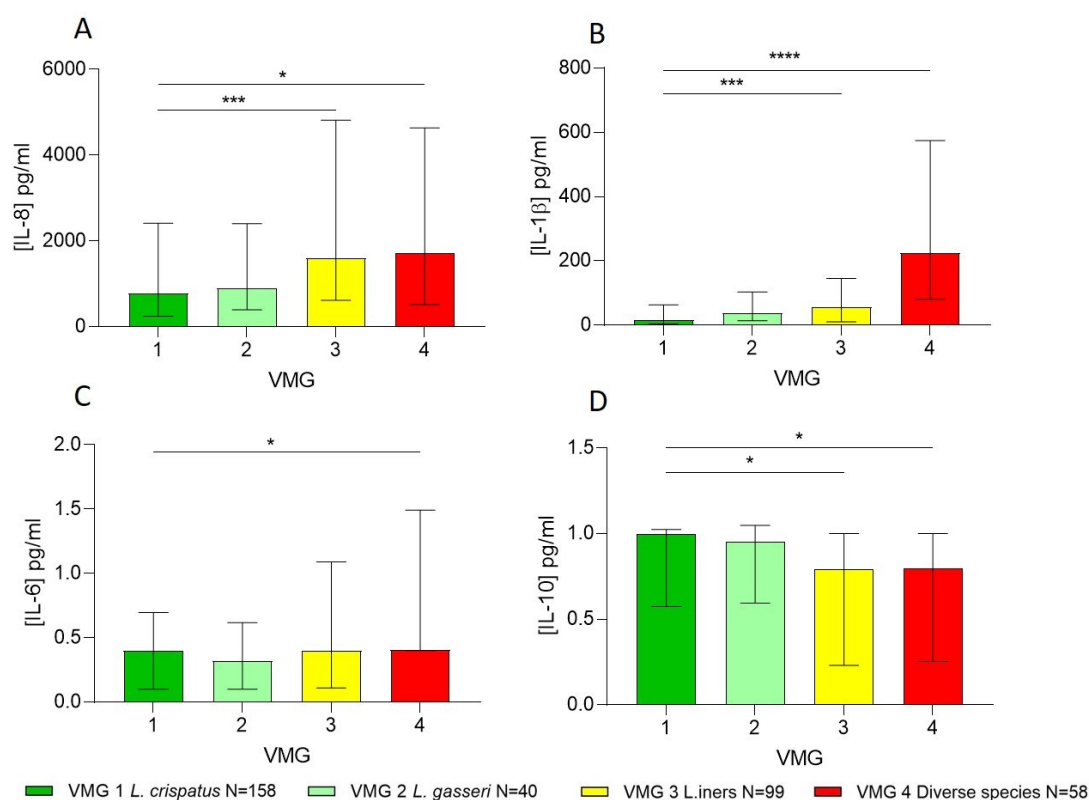 A
6000
4000
2000
0
[IL-8] pg/ml
*
***
1 2 3 4
VMG
B
800
600
400
200
0
[IL-1β] pg/ml
****
***
1 2 3 4
VMG
C
2.0
1.5
1.0
0.5
0.0
[IL-6] pg/ml
*
1 2 3 4
VMG
D
1.5
1.0
0.5
0.0
[IL-10] pg/ml
*
*
1 2 3 4
VMG
VMG 1 L. crispatus N=158 VMG 2 L. gasseri N=40 VMG 3 L.iners N=99 VMG 4 Diverse species N=58